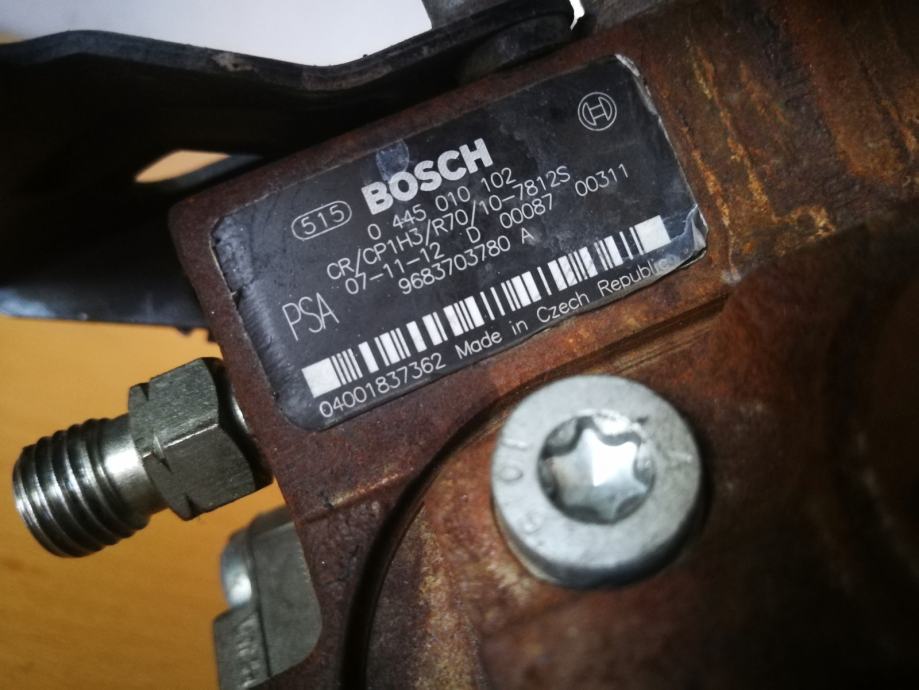 515 BOSCH
0 445 010 102
CR/CP1H3/R70/10-7812S
07-11-12 D 00087 00311
9683703780 A
PSA
04001837362 Made in Czech Republic